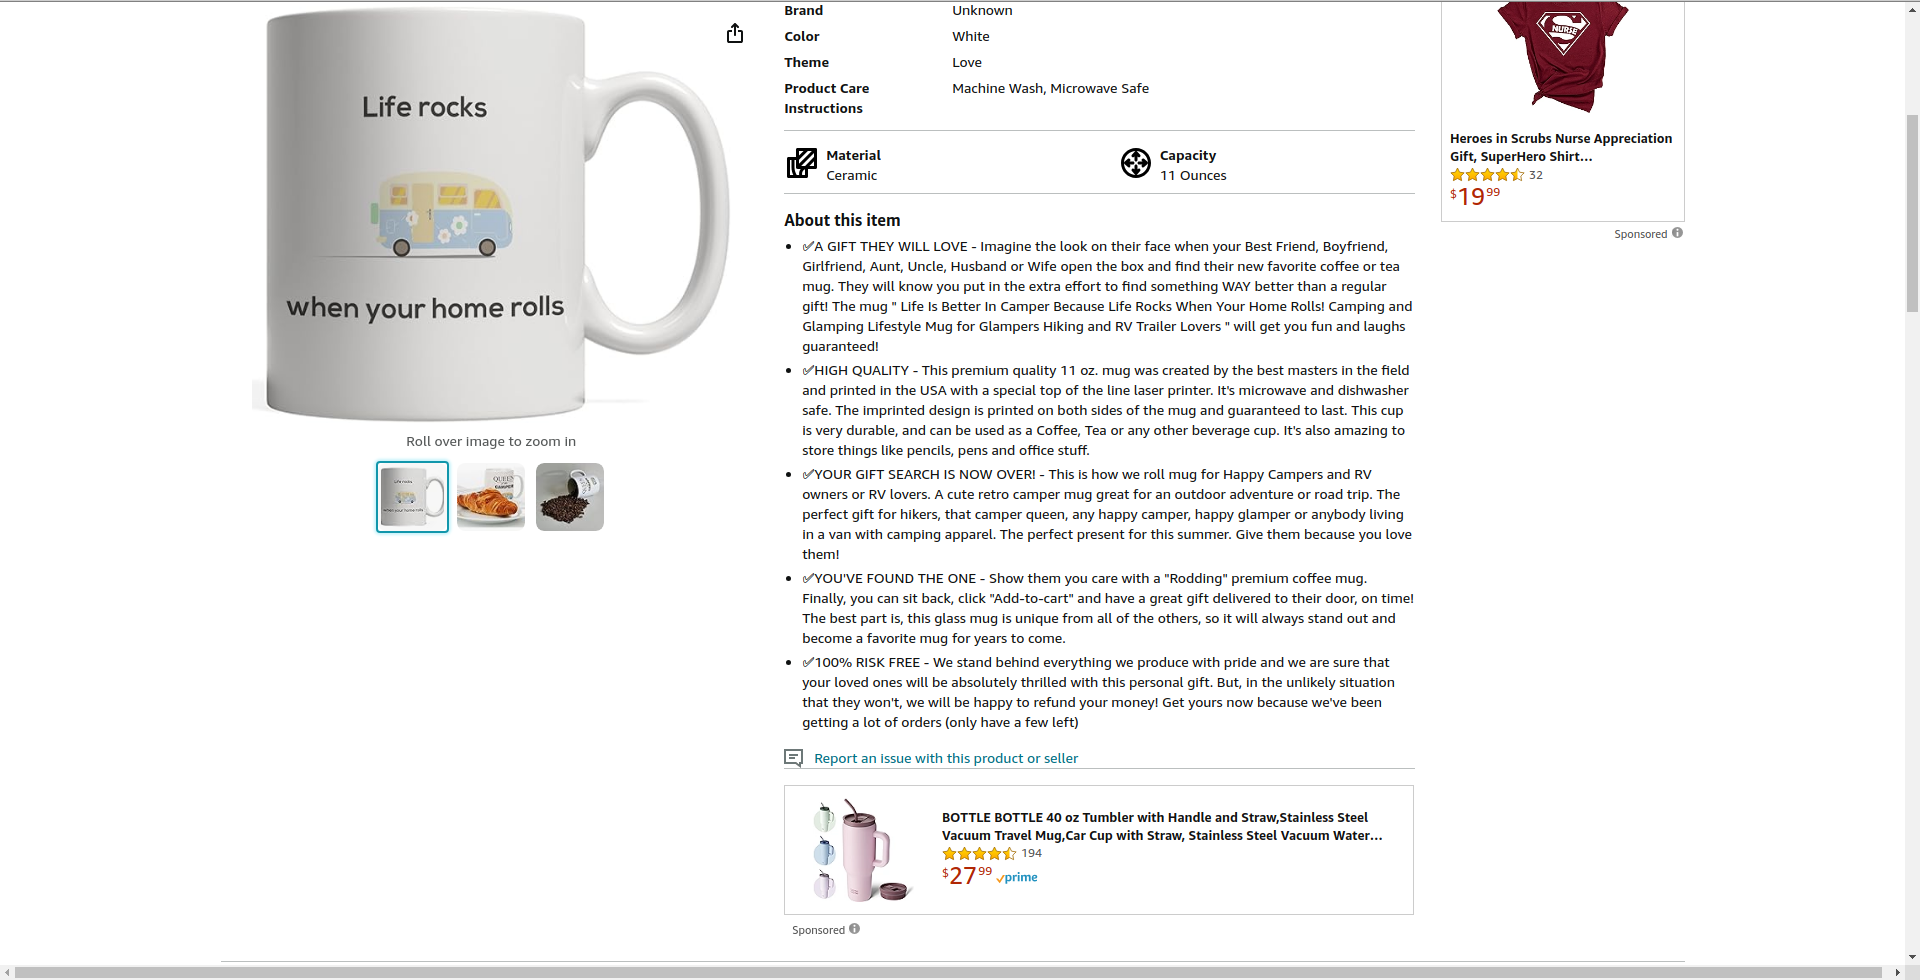 Life rocks
when your home rolls
Roll over image to zoom in
Brand Unknown
Color White
Theme Love
Product Care Instructions Machine Wash, Microwave Safe
Material
Ceramic
Capacity
11 Ounces
About this item
✅A GIFT THEY WILL LOVE - Imagine the look on their face when your Best Friend, Boyfriend,
Girlfriend, Aunt, Uncle, Husband or Wife open the box and find their new favorite coffee or tea
mug. They will know you put in the extra effort to find something WAY better than a regular
gift! The mug " Life Is Better In Camper Because Life Rocks When Your Home Rolls! Camping and
Glamping Lifestyle Mug for Glampers Hiking and RV Trailer Lovers " will get you fun and laughs
guaranteed!
✅HIGH QUALITY - This premium quality 11 oz. mug was created by the best masters in the field
and printed in the USA with a special top of the line laser printer. It's microwave and dishwasher
safe. The imprinted design is printed on both sides of the mug and guaranteed to last. This cup
is very durable, and can be used as a Coffee, Tea or any other beverage cup. It's also amazing to
store things like pencils, pens and office stuff.
✅YOUR GIFT SEARCH IS NOW OVER! - This is how we roll mug for Happy Campers and RV
owners or RV lovers. A cute retro camper mug great for an outdoor adventure or road trip. The
perfect gift for hikers, that camper queen, any happy camper, happy glamper or anybody living
in a van with camping apparel. The perfect present for this summer. Give them because you love
them!
✅YOU'VE FOUND THE ONE - Show them you care with a "Rodding" premium coffee mug.
Finally, you can sit back, click "Add-to-cart" and have a great gift delivered to their door, on time!
The best part is, this glass mug is unique from all of the others, so it will always stand out and
become a favorite mug for years to come.
✅100% RISK FREE - We stand behind everything we produce with pride and we are sure that
your loved ones will be absolutely thrilled with this personal gift. But, in the unlikely situation
that they won't, we will be happy to refund your money! Get yours now because we've been
getting a lot of orders (only have a few left)
Report an issue with this product or seller
BOTTLE BOTTLE 40 oz Tumbler with Handle and Straw,Stainless Steel
Vacuum Travel Mug,Car Cup with Straw, Stainless Steel Vacuum Water...
194
$27.99 prime
Sponsored
NURSE
Heroes in Scrubs Nurse Appreciation
Gift, SuperHero Shirt...
32
$19.99
Sponsored